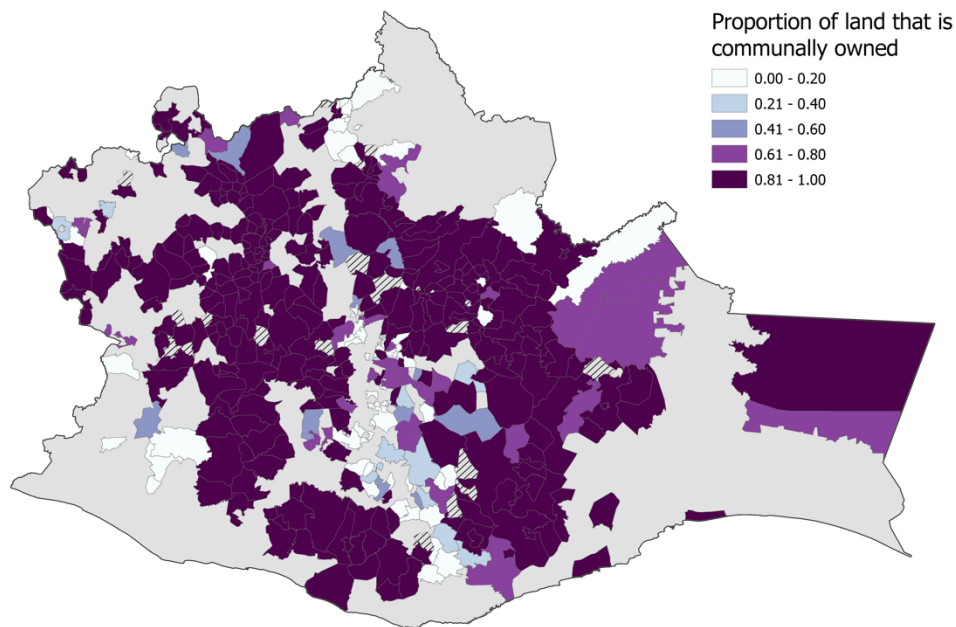 Proportion of land that is
communally owned
0.00 - 0.20
0.21 - 0.40
0.41 - 0.60
0.61 - 0.80
0.81 - 1.00